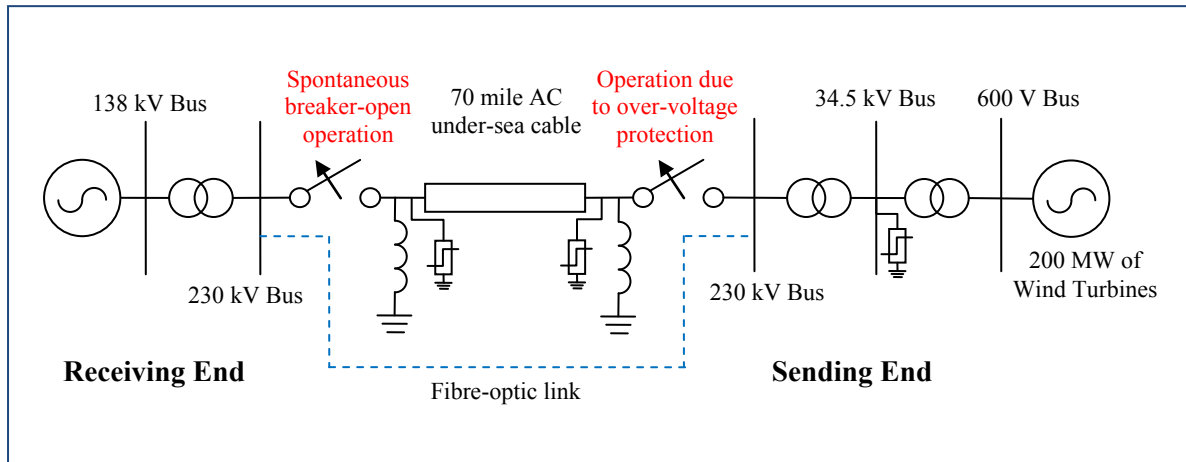 138 kV Bus
Spontaneous
breaker-open
operation
70 mile AC
under-sea cable
Operation due
to over-voltage
protection
34.5 kV Bus
600 V Bus
230 kV Bus
230 kV Bus
200 MW of
Wind Turbines
Receiving End
Fibre-optic link
Sending End